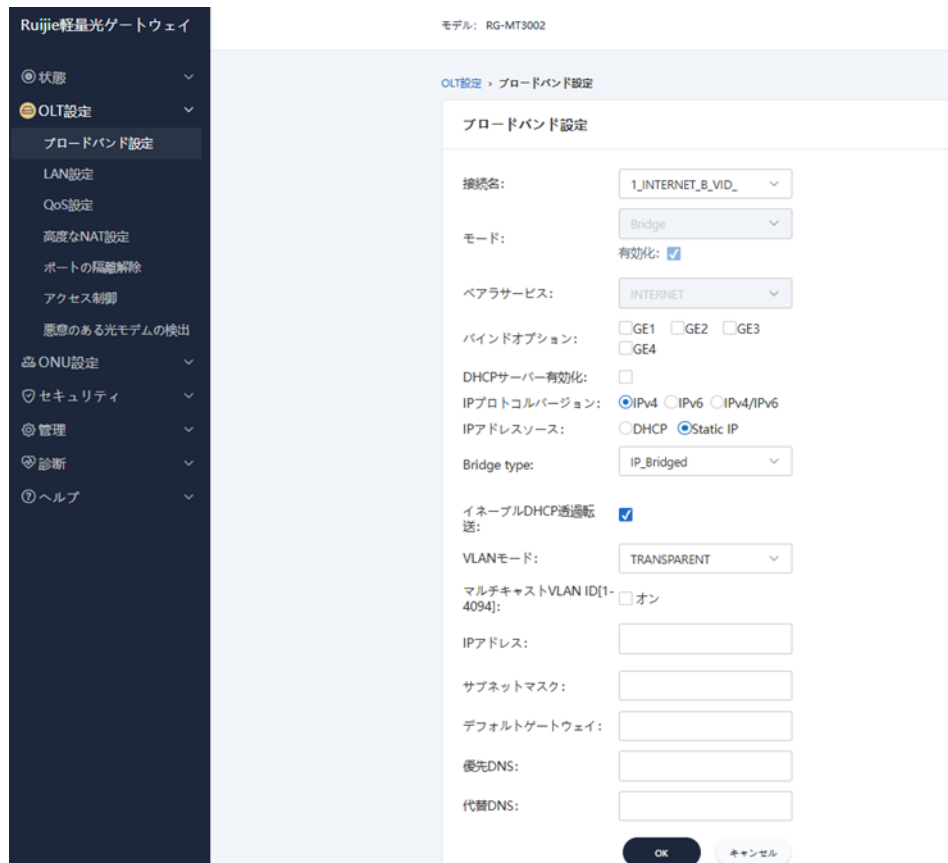 Ruijie軽量光ゲートウェイ
モデル: RG-MT3002
状態
OLT設定
ブロードバンド設定
LAN設定
QoS設定
高度なNAT設定
ポートの隔離解除
アクセス制御
悪意のある光モデムの検出
ONU設定
セキュリティ
管理
診断
ヘルプ
OLT設定 › ブロードバンド設定
ブロードバンド設定
接続名: 1_INTERNET_B_VID_
モード: Bridge
有効化:
ベアラサービス: INTERNET
バインドオプション: GE1 GE2 GE3
GE4
DHCPサーバー有効化:
IPプロトコルバージョン: IPv4 IPv6 IPv4/IPv6
IPアドレスソース: DHCP Static IP
Bridge type: IP_Bridged
イネーブルDHCP透過転
送:
VLANモード: TRANSPARENT
マルチキャストVLAN ID[1-
4094]: オン
IPアドレス:
サブネットマスク:
デフォルトゲートウェイ:
優先DNS:
代替DNS:
OK キャンセル